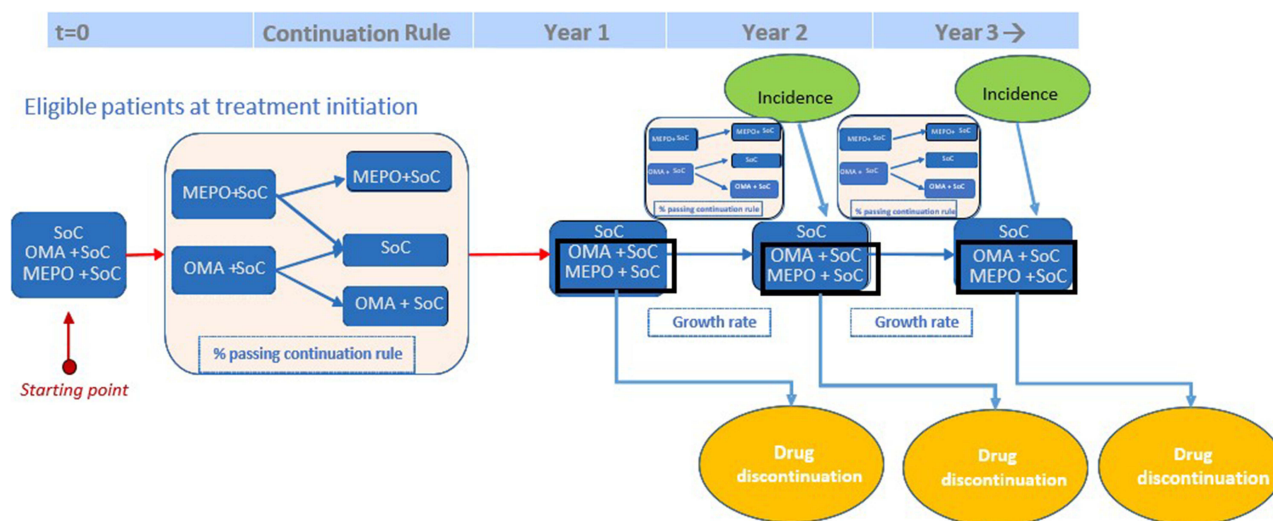 t=0
Continuation Rule
Year 1
Year 2
Year 3 →
Eligible patients at treatment initiation
SoC
OMA +SoC
MEPO +SoC
Starting point
MEPO+SoC
OMA +SoC
MEPO+SoC
SoC
OMA + SoC
% passing continuation rule
SoC
OMA +SoC
MEPO + SoC
Incidence
MEPO+ SoC
OMA + SoC
MEPO+ SoC
SoC
OMA + SoC
% passing continuation rule
SoC
OMA +SoC
MEPO + SoC
Incidence
MEPO+ SoC
OMA + SoC
MEPO+ SoC
SoC
OMA + SoC
% passing continuation rule
SoC
OMA +SoC
MEPO +SoC
Growth rate
Growth rate
Drug
discontinuation
Drug
discontinuation
Drug
discontinuation